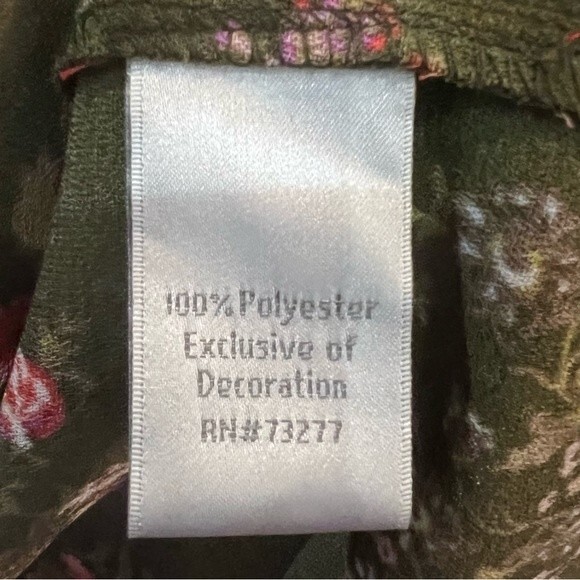 100% Polyester
Exclusive of
Decoration
RN#73277